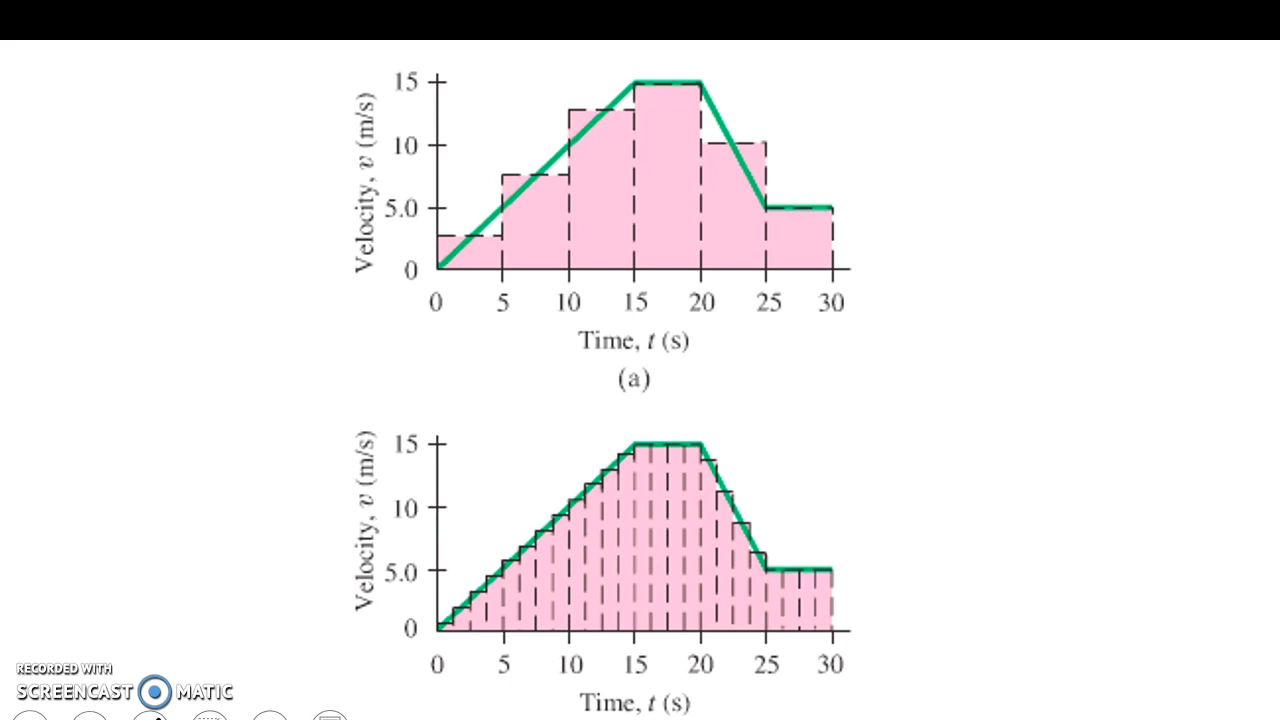 15
10
5.0
0
Velocity, v (m/s)
0 5 10 15 20 25 30
Time, t (s)
(a)
15
10
5.0
0
Velocity, v (m/s)
0 5 10 15 20 25 30
Time, t (s)
RECORDED WITH
SCREENCAST MATIC